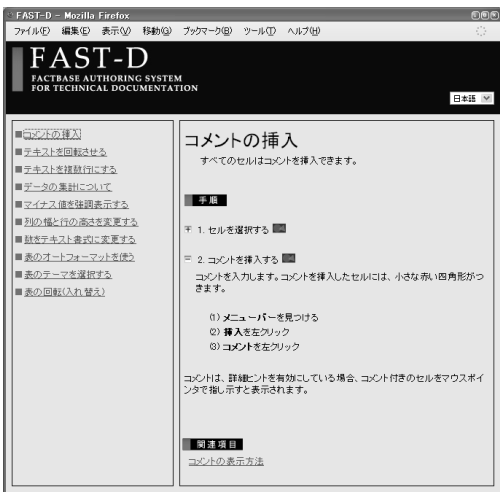 FAST-D - Mozilla Firefox
ファイル(F) 編集(E) 表示(V) 移動(G) ブックマーク(B) ツール(T) ヘルプ(H)
FAST-D
FACTBASE AUTHORING SYSTEM
FOR TECHNICAL DOCUMENTATION
日本語
■コメントの挿入
■テキストを回転させる
■テキストを複数行にする
■データの集計について
■マイナス値を強調表示する
■列の幅と行の高さを変更する
■数をテキスト書式に変更する
■表のオートフォーマットを使う
■表のテーマを選択する
■表の回転(入れ替え)
コメントの挿入
すべてのセルはコメントを挿入できます。
手順
1. セルを選択する
2. コメントを挿入する
コメントを入力します。コメントを挿入したセルには、小さな赤い四角形がつ
きます。
(1) メニューバーを見つける
(2) 挿入を左クリック
(3) コメントを左クリック
コメントは、詳細ヒントを有効にしている場合、コメント付きのセルをマウスポイ
ンタで指し示すと表示されます。
関連項目
コメントの表示方法